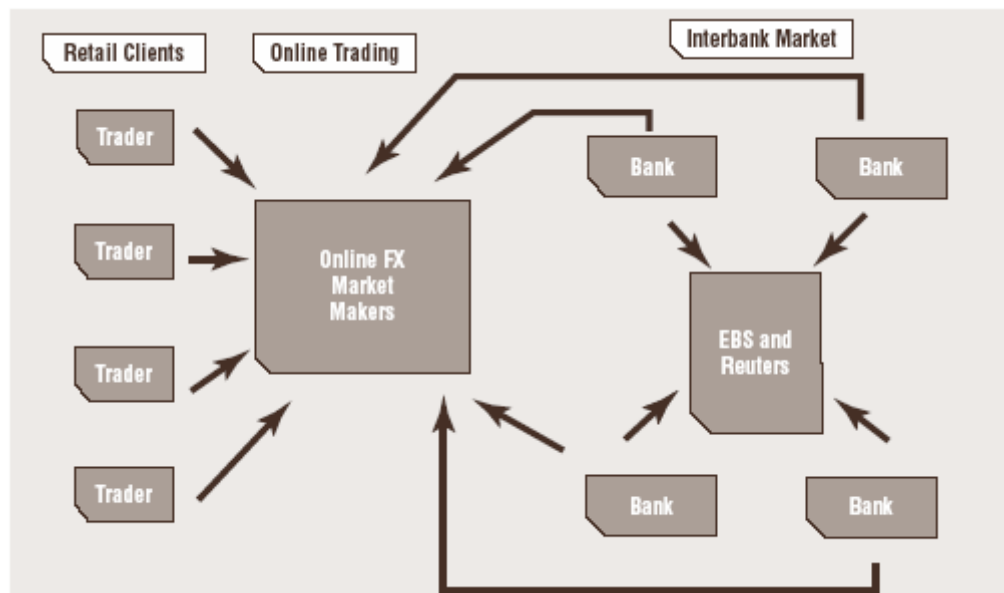 Retail Clients
Online Trading
Interbank Market
Trader
Trader
Trader
Trader
Online FX
Market
Makers
Bank
Bank
EBS and
Reuters
Bank
Bank